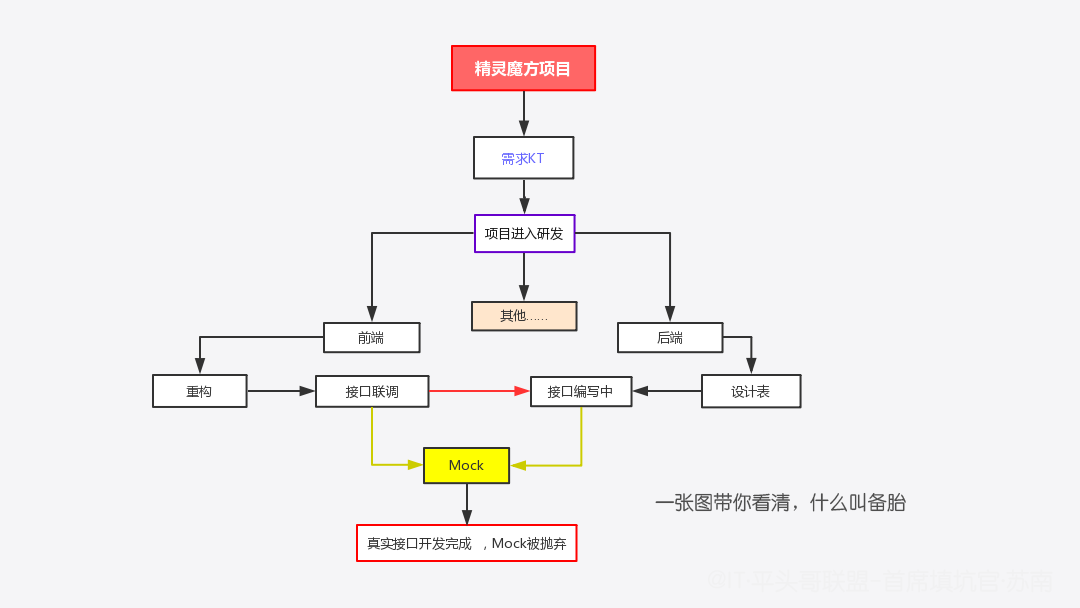 精灵魔方项目
需求KT
项目进入研发
其他……
前端
后端
重构
接口联调
接口编写中
设计表
Mock
一张图带你看清，什么叫备胎
真实接口开发完成 ，Mock被抛弃
@IT·平头哥联盟-首席填坑官·苏南